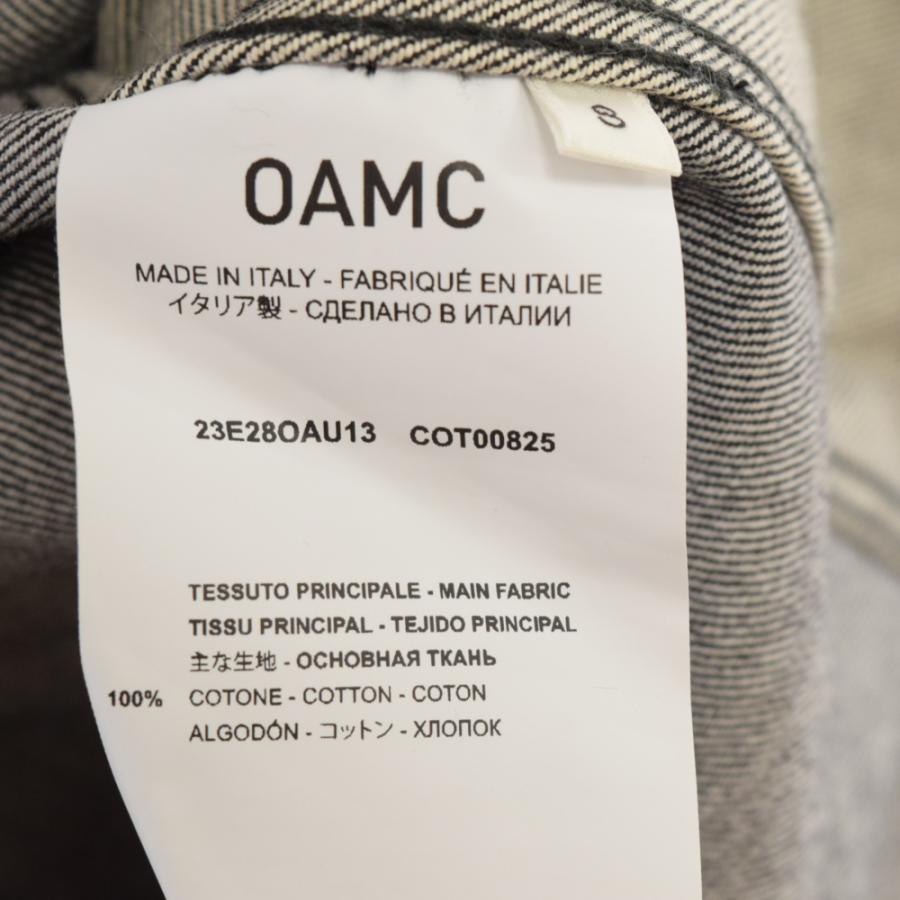 OAMC
MADE IN ITALY - FABRIQUÉ EN ITALIE
イタリア製 - СДЕЛАНО В ИТАЛИИ
23E28OAU13 COT00825
TESSUTO PRINCIPALE - MAIN FABRIC
TISSU PRINCIPAL - TEJIDO PRINCIPAL
主な生地 - ОСНОВНАЯ ТКАНЬ
100% COTONE - COTTON - COTON
ALGODÓN - コットン - ХЛОПОК